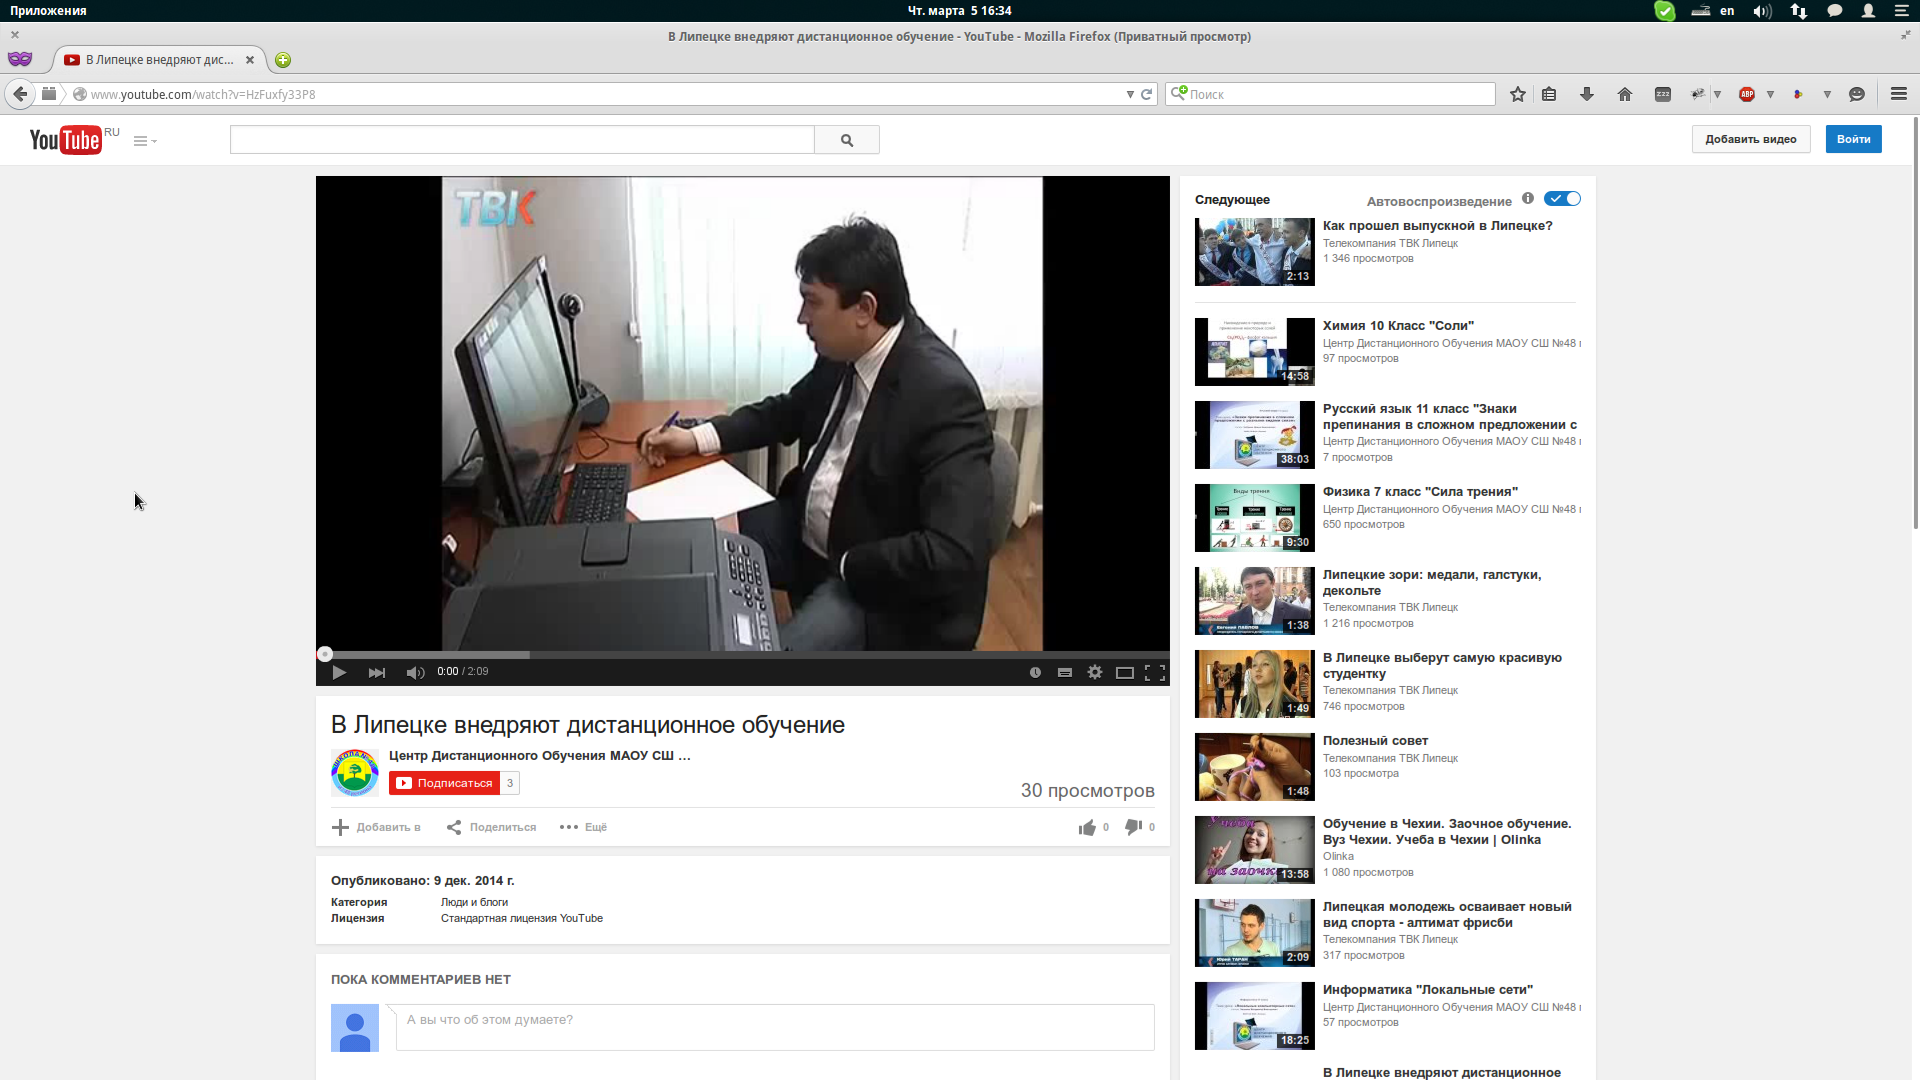 Приложения
Чт. марта  5 16:34
en
В Липецке внедряют дистанционное обучение - YouTube - Mozilla Firefox (Приватный просмотр)
В Липецке внедряют дис...
www.youtube.com/watch?v=HzFuxfy33P8
Поиск
ABP
YouTube RU
Добавить видео
Войти
ТВК
0:00 / 2:09
В Липецке внедряют дистанционное обучение
Центр Дистанционного Обучения МАОУ СШ ...
Подписаться 3
30 просмотров
Добавить в
Поделиться
Ещё
0
0
Опубликовано: 9 дек. 2014 г.
Категория Люди и блоги
Лицензия Стандартная лицензия YouTube
ПОКА КОММЕНТАРИЕВ НЕТ
А вы что об этом думаете?
Следующее
Автовоспроизведение
2:13
Как прошел выпускной в Липецке?
Телекомпания ТВК Липецк
1 346 просмотров
14:58
Химия 10 Класс "Соли"
Центр Дистанционного Обучения МАОУ СШ №48 г
97 просмотров
38:03
Русский язык 11 класс "Знаки
препинания в сложном предложении с
Центр Дистанционного Обучения МАОУ СШ №48 г
7 просмотров
Виды трения
9:30
Физика 7 класс "Сила трения"
Центр Дистанционного Обучения МАОУ СШ №48 г
650 просмотров
1:38
Липецкие зори: медали, галстуки,
декольте
Телекомпания ТВК Липецк
1 216 просмотров
1:49
В Липецке выберут самую красивую
студентку
Телекомпания ТВК Липецк
746 просмотров
1:48
Полезный совет
Телекомпания ТВК Липецк
103 просмотра
Учеба
на заочке
13:58
Обучение в Чехии. Заочное обучение.
Вуз Чехии. Учеба в Чехии | Olinka
Olinka
1 080 просмотров
2:09
Липецкая молодежь осваивает новый
вид спорта - алтимат фрисби
Телекомпания ТВК Липецк
317 просмотров
18:25
Информатика "Локальные сети"
Центр Дистанционного Обучения МАОУ СШ №48 г
57 просмотров
В Липецке внедряют дистанционное